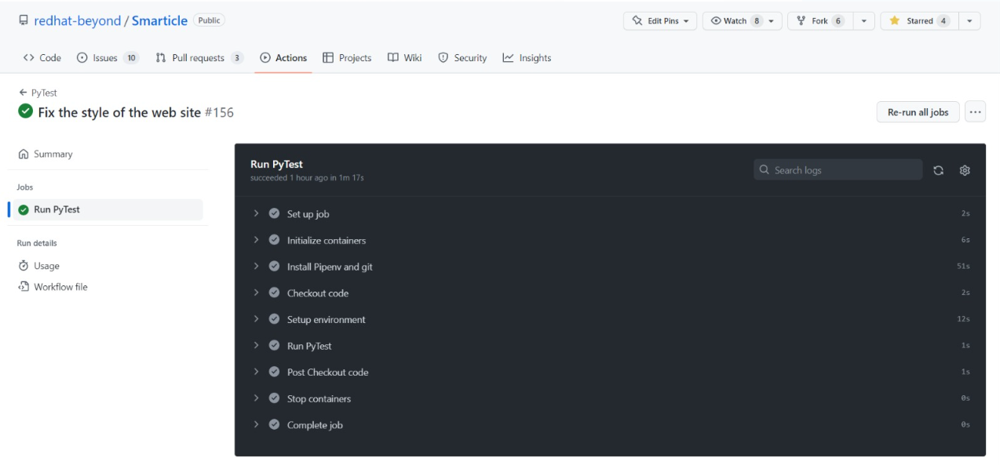 redhat-beyond / Smarticle Public Edit Pins Watch 8 Fork 6 Starred 4
Code Issues 10 Pull requests 3 Actions Projects Wiki Security Insights
PyTest
Fix the style of the web site #156
Re-run all jobs
Summary
Jobs
Run PyTest
Run details
Usage
Workflow file
Run PyTest
succeeded 1 hour ago in 1m 17s
Search logs
Set up job 2s
Initialize containers 6s
Install Pipenv and git 51s
Checkout code 2s
Setup environment 12s
Run PyTest 1s
Post Checkout code 1s
Stop containers 0s
Complete job 0s